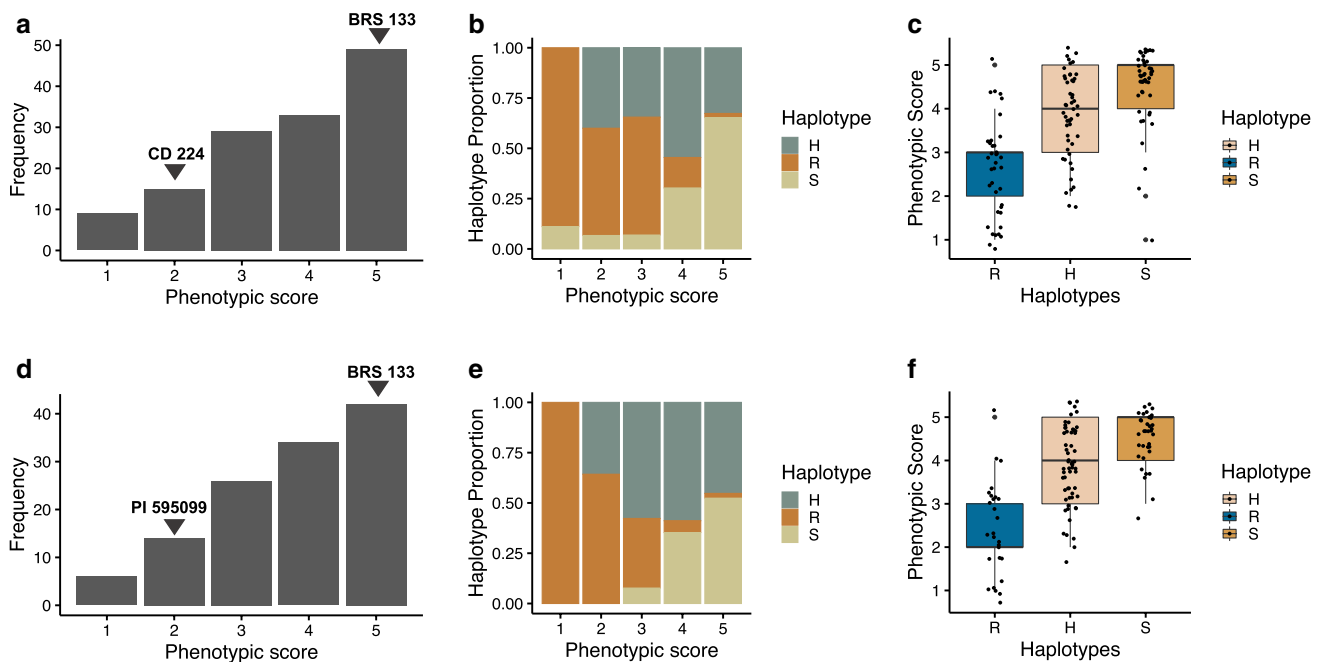 a
BRS 133
CD 224
Frequency
50
40
30
20
10
0
1 2 3 4 5
Phenotypic score
b
Haplotype Proportion
1.00
0.75
0.50
0.25
0.00
1 2 3 4 5
Phenotypic score
Haplotype
H
R
S
c
Phenotypic Score
5
4
3
2
1
R H S
Haplotypes
Haplotype
H
R
S
d
BRS 133
PI 595099
Frequency
40
30
20
10
0
1 2 3 4 5
Phenotypic score
e
Haplotype Proportion
1.00
0.75
0.50
0.25
0.00
1 2 3 4 5
Phenotypic score
Haplotype
H
R
S
f
Phenotypic Score
5
4
3
2
1
R H S
Haplotypes
Haplotype
H
R
S